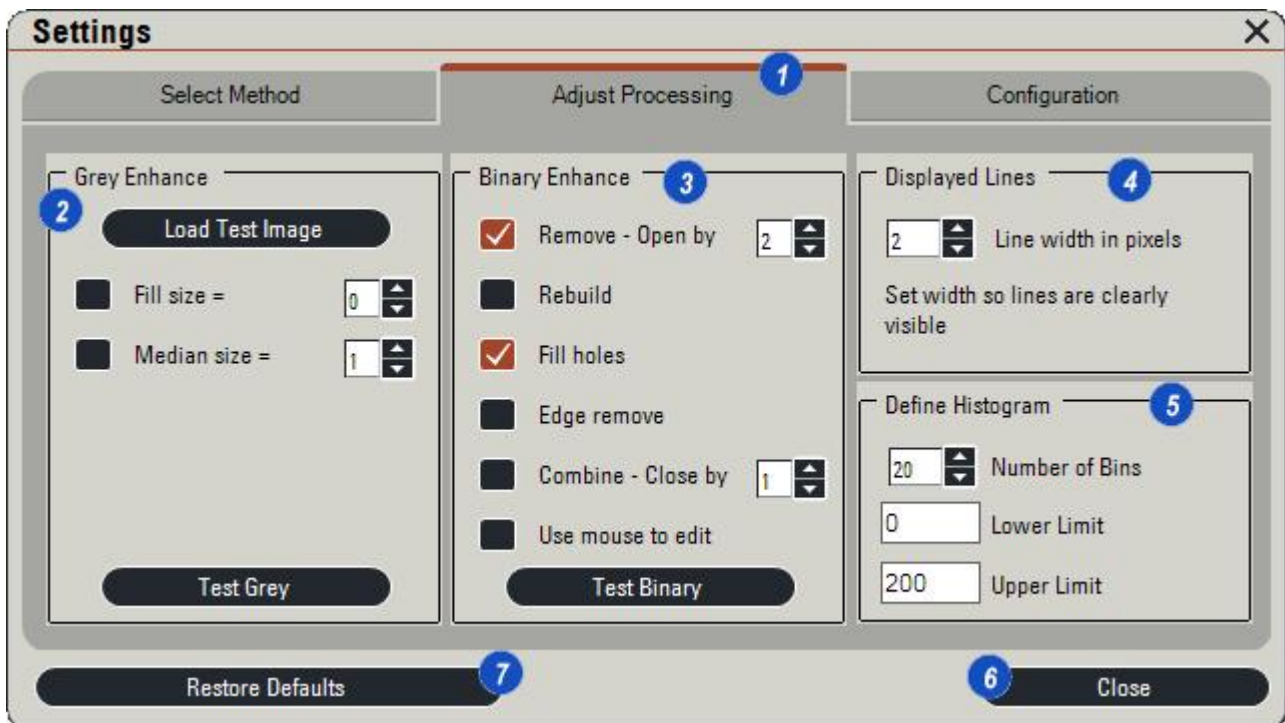 Settings
Select Method
Adjust Processing
1
Configuration
Grey Enhance
2
Load Test Image
Fill size =
0
Median size =
1
Test Grey
Binary Enhance
3
Remove - Open by
2
Rebuild
Fill holes
Edge remove
Combine - Close by
1
Use mouse to edit
Test Binary
Displayed Lines
4
2
Line width in pixels
Set width so lines are clearly
visible
Define Histogram
5
20
Number of Bins
0
Lower Limit
200
Upper Limit
Restore Defaults
7
6
Close